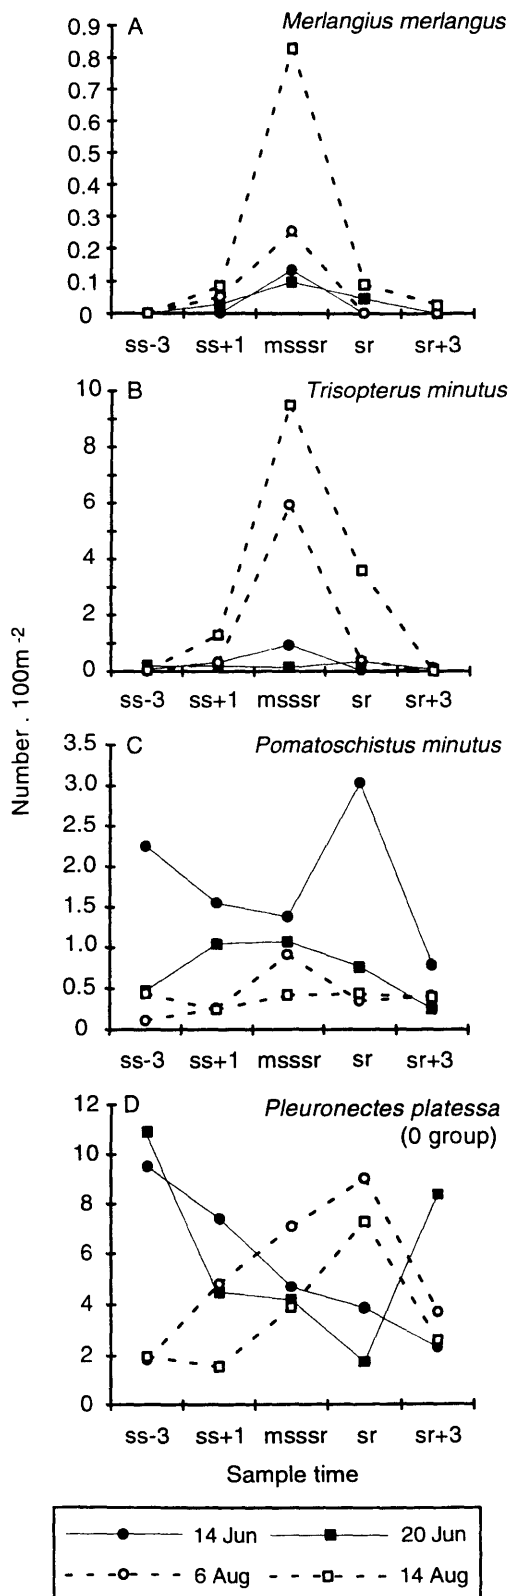 A
Merlangius merlangus
0.9
0.8
0.7
0.6
0.5
0.4
0.3
0.2
0.1
0
ss-3 ss+1 msssr sr sr+3
B
Trisopterus minutus
10
8
6
4
2
0
ss-3 ss+1 msssr sr sr+3
Number . 100m⁻²
C
Pomatoschistus minutus
3.5
3.0
2.5
2.0
1.5
1.0
0.5
0
ss-3 ss+1 msssr sr sr+3
D
Pleuronectes platessa
(0 group)
12
10
8
6
4
2
0
ss-3 ss+1 msssr sr sr+3
Sample time
14 Jun 20 Jun
6 Aug 14 Aug